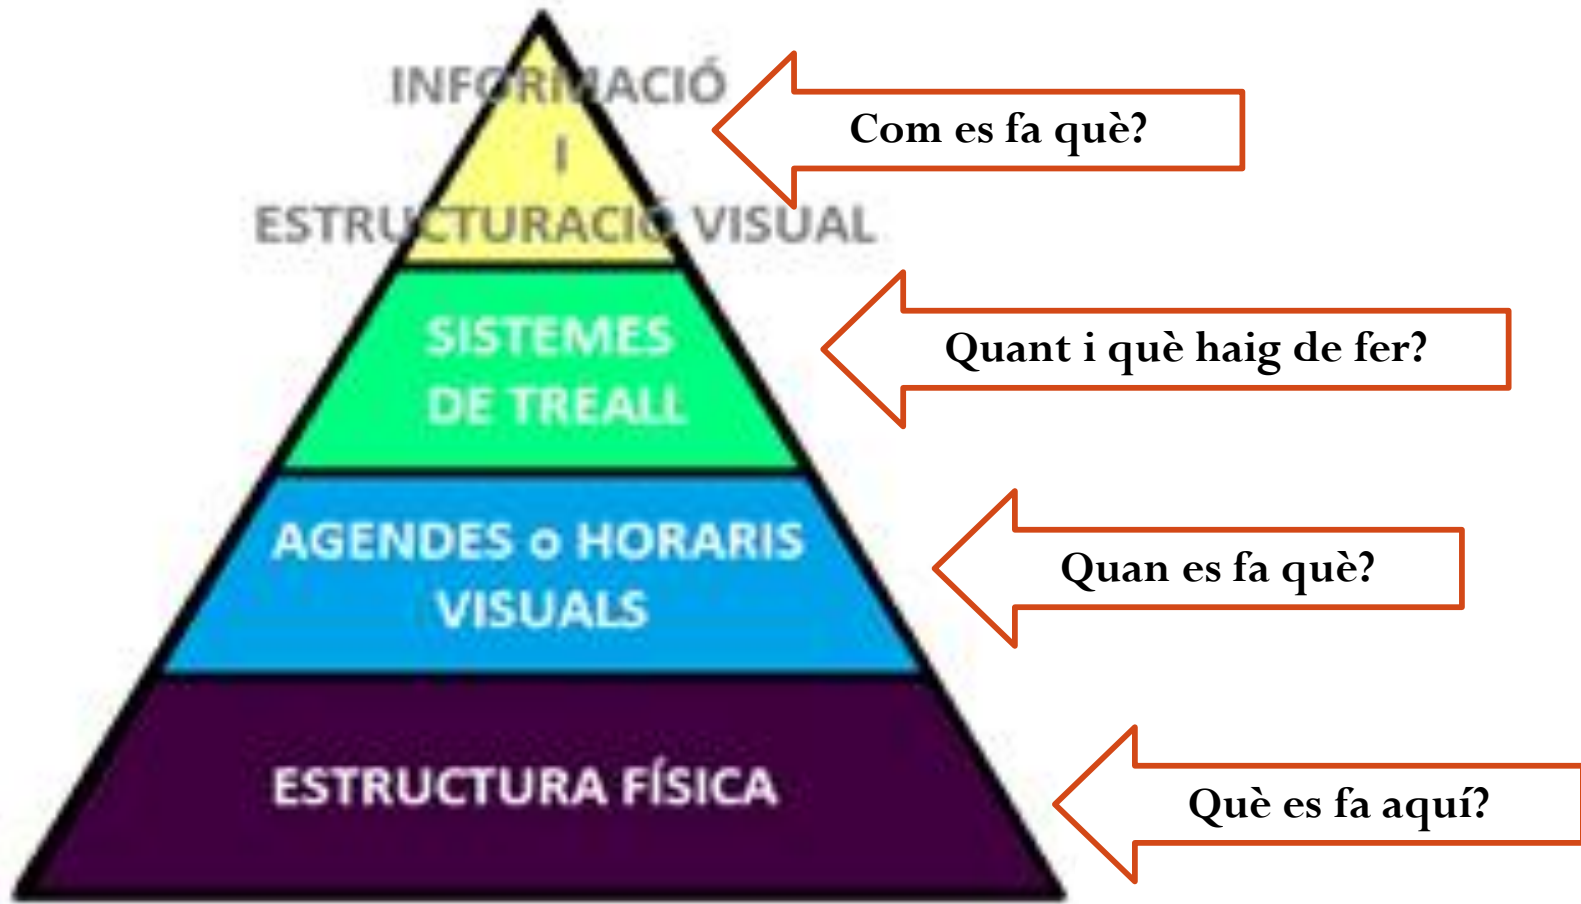 INFORMACIÓ
I
ESTRUCTURACIÓ VISUAL
Com es fa què?
SISTEMES
DE TREALL
Quant i què haig de fer?
AGENDES o HORARIS
VISUALS
Quan es fa què?
ESTRUCTURA FÍSICA
Què es fa aquí?